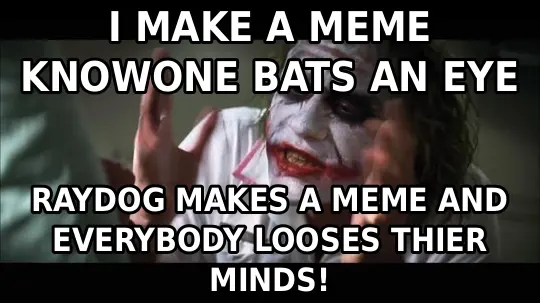 I MAKE A MEME
KNOWONE BATS AN EYE
RAYDOG MAKES A MEME AND
EVERYBODY LOOSES THIER
MINDS!